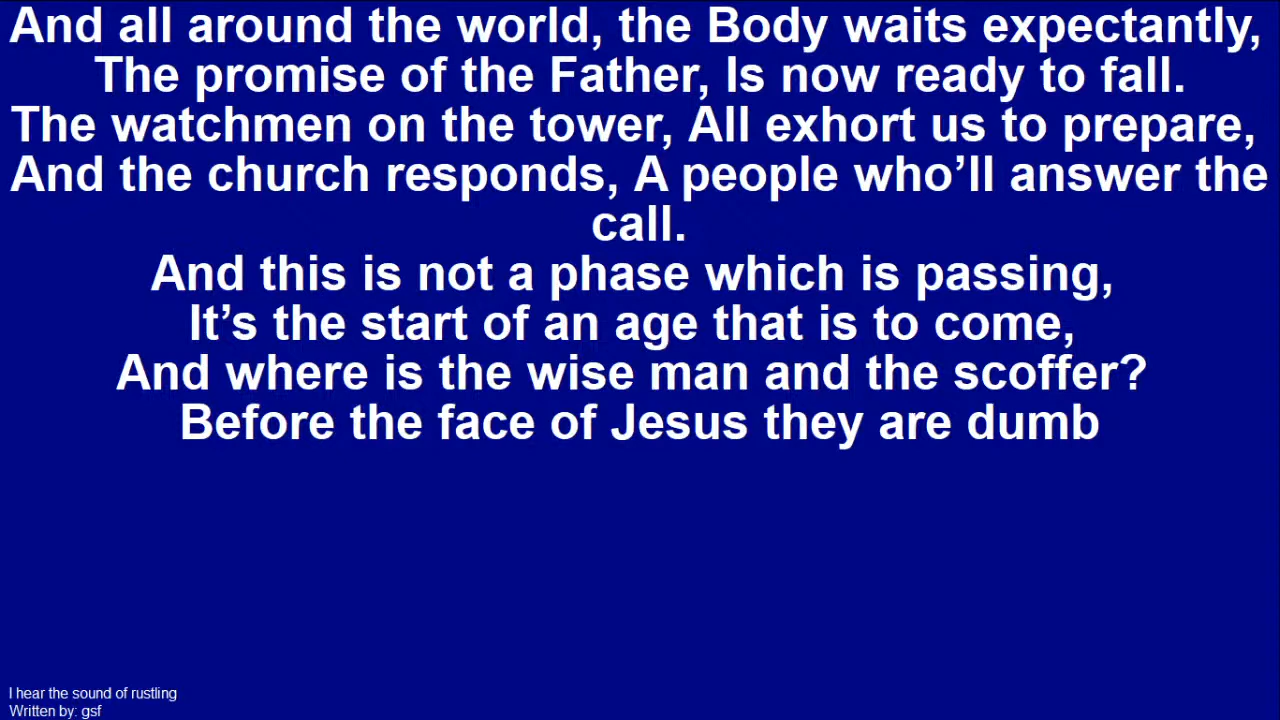 And all around the world, the Body waits expectantly,
The promise of the Father, Is now ready to fall.
The watchmen on the tower, All exhort us to prepare,
And the church responds, A people who’ll answer the
call.
And this is not a phase which is passing,
It’s the start of an age that is to come,
And where is the wise man and the scoffer?
Before the face of Jesus they are dumb
I hear the sound of rustling
Written by: gsf